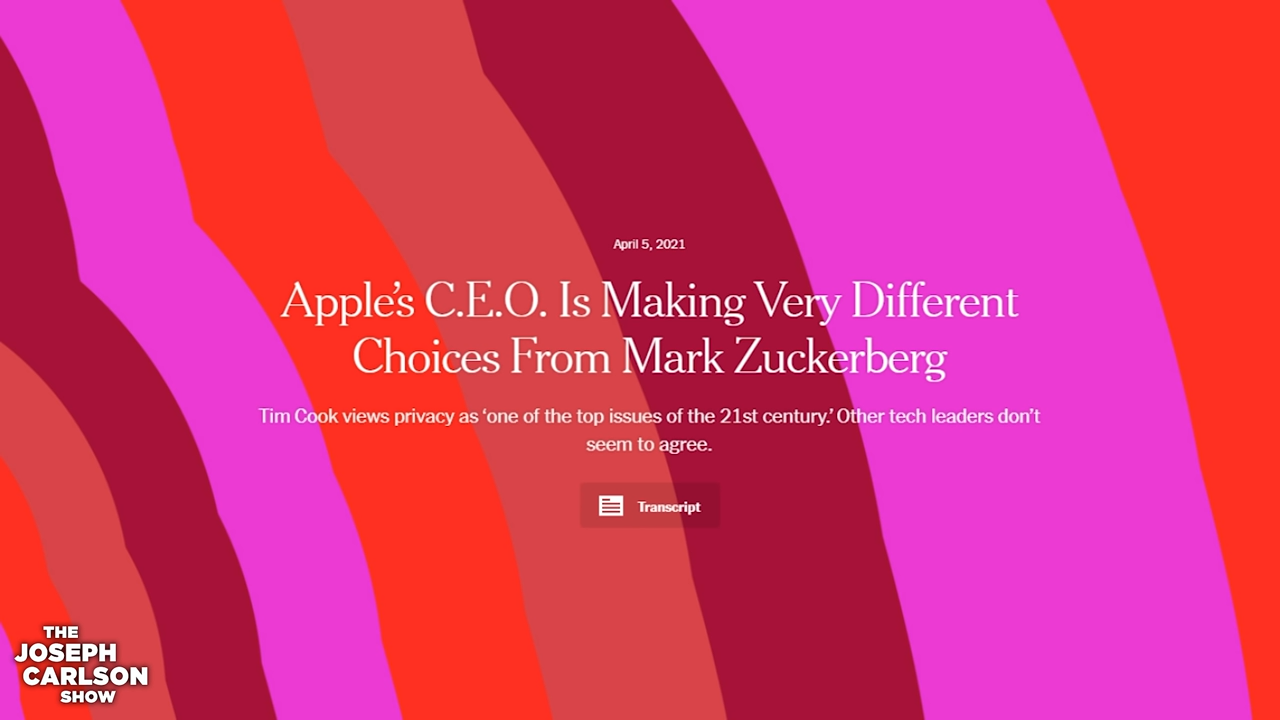 April 5, 2021
Apple’s C.E.O. Is Making Very Different
Choices From Mark Zuckerberg
Tim Cook views privacy as ‘one of the top issues of the 21st century.’ Other tech leaders don’t
seem to agree.
Transcript
THE
JOSEPH
CARLSON
SHOW